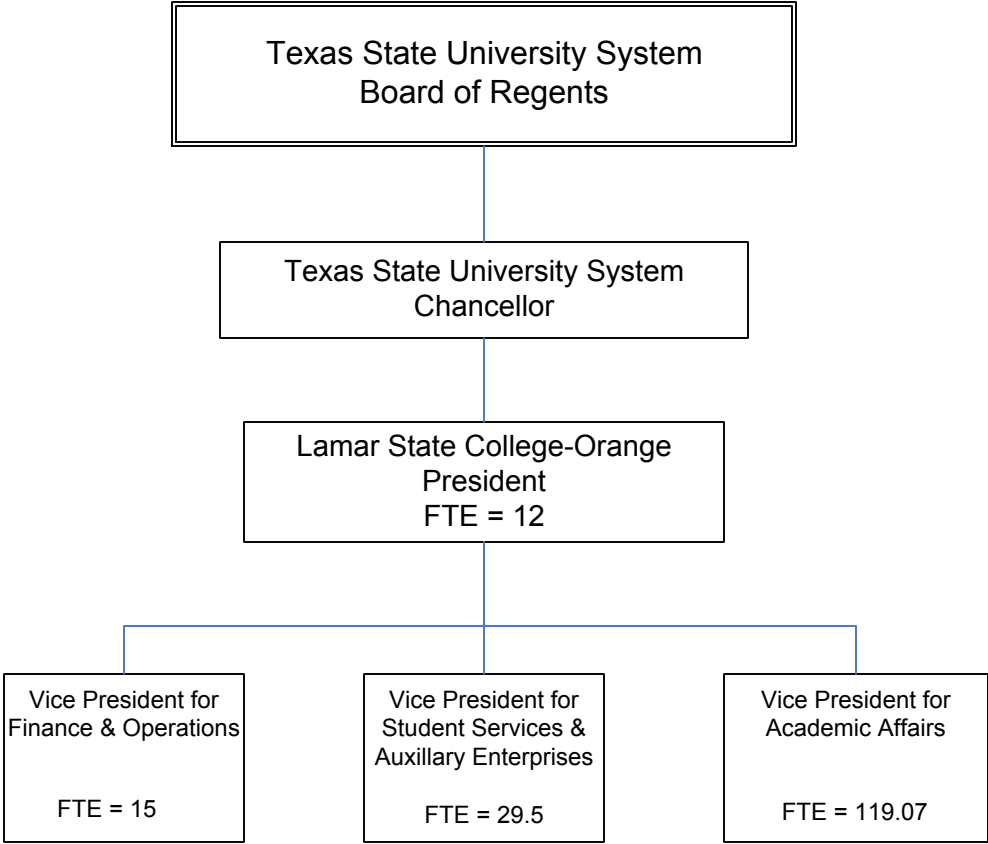 Texas State University System
Board of Regents
Texas State University System
Chancellor
Lamar State College-Orange
President
FTE = 12
Vice President for
Finance & Operations
FTE = 15
Vice President for
Student Services &
Auxillary Enterprises
FTE = 29.5
Vice President for
Academic Affairs
FTE = 119.07